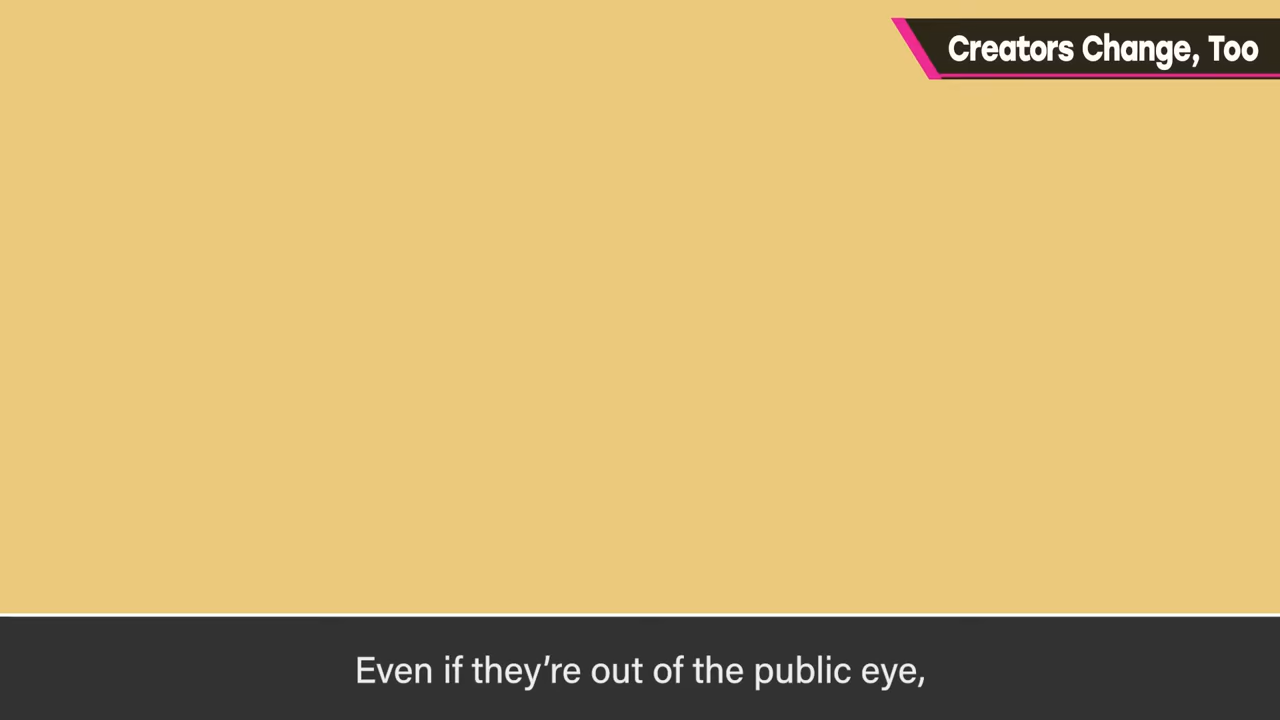 Creators Change, Too
Even if they’re out of the public eye,